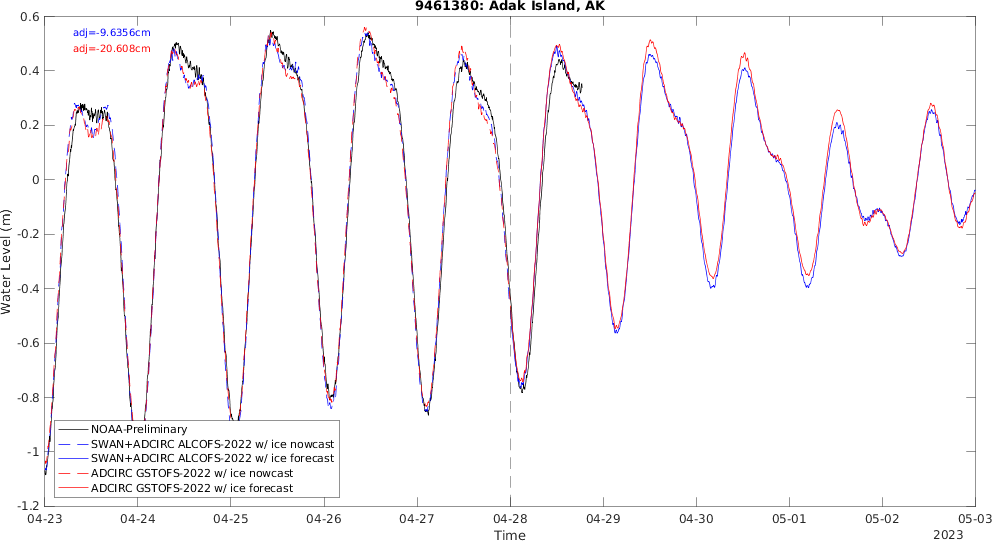 9461380: Adak Island, AK
adj=-9.6356cm
adj=-20.608cm
0.6
0.4
0.2
0
-0.2
-0.4
-0.6
-0.8
-1
-1.2
Water Level (m)
NOAA-Preliminary
SWAN+ADCIRC ALCOFS-2022 w/ ice nowcast
SWAN+ADCIRC ALCOFS-2022 w/ ice forecast
ADCIRC GSTOFS-2022 w/ ice nowcast
ADCIRC GSTOFS-2022 w/ ice forecast
04-23 04-24 04-25 04-26 04-27 04-28 04-29 04-30 05-01 05-02 05-03
Time
2023